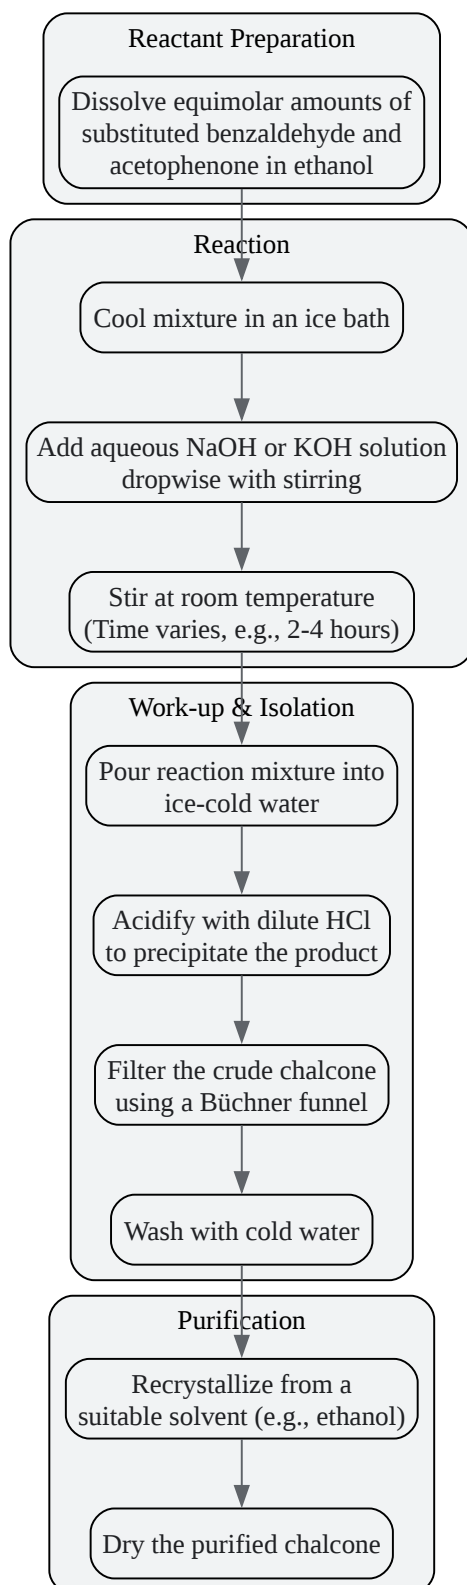 Reactant Preparation
Dissolve equimolar amounts of
substituted benzaldehyde and
acetophenone in ethanol
Reaction
Cool mixture in an ice bath
Add aqueous NaOH or KOH solution
dropwise with stirring
Stir at room temperature
(Time varies, e.g., 2-4 hours)
Work-up & Isolation
Pour reaction mixture into
ice-cold water
Acidify with dilute HCl
to precipitate the product
Filter the crude chalcone
using a Büchner funnel
Wash with cold water
Purification
Recrystallize from a
suitable solvent (e.g., ethanol)
Dry the purified chalcone